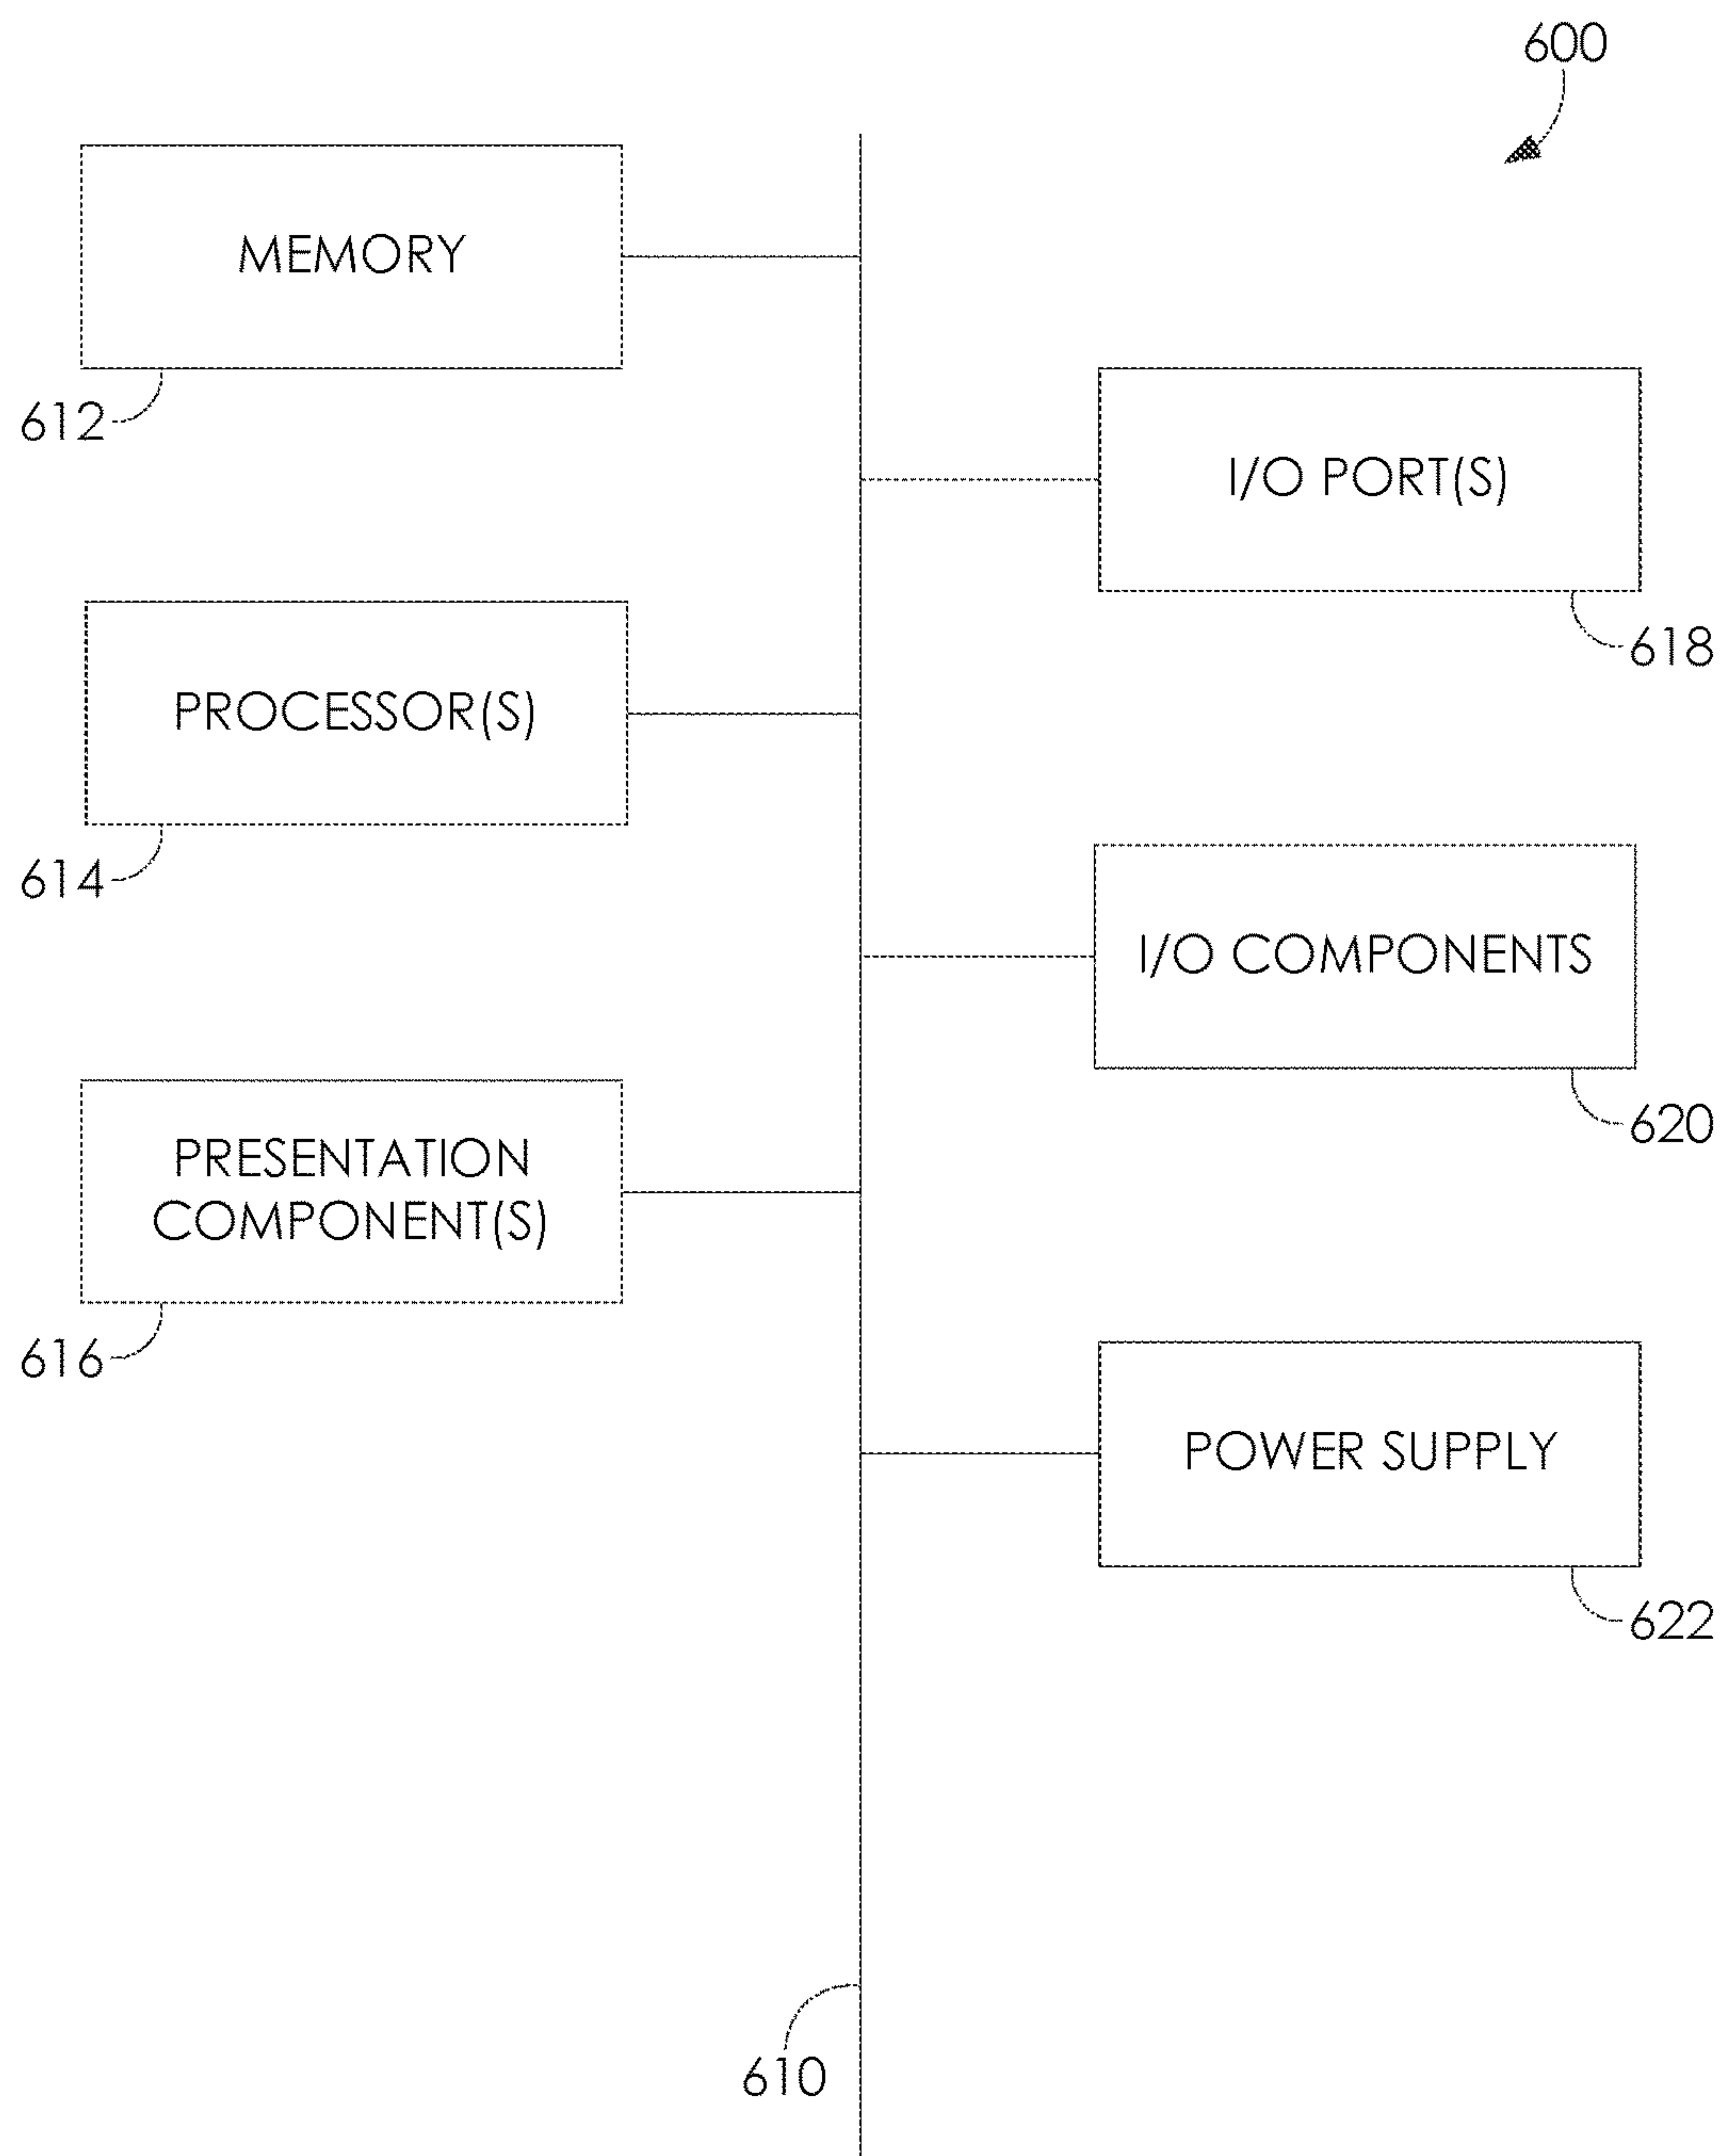 600
MEMORY
612
I/O PORT(S)
618
PROCESSOR(S)
614
I/O COMPONENTS
620
PRESENTATION
COMPONENT(S)
616
POWER SUPPLY
622
610